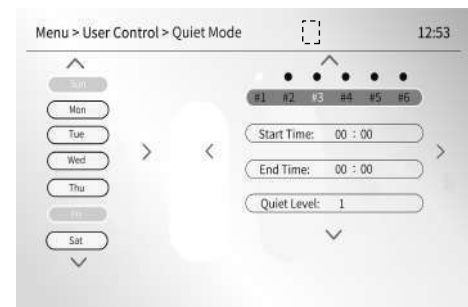 Menu > User Control > Quiet Mode 12:53
Sun
Mon
Tue
Wed
Thu
Fri
Sat
#1 #2 #3 #4 #5 #6
Start Time: 00 : 00
End Time: 00 : 00
Quiet Level: 1